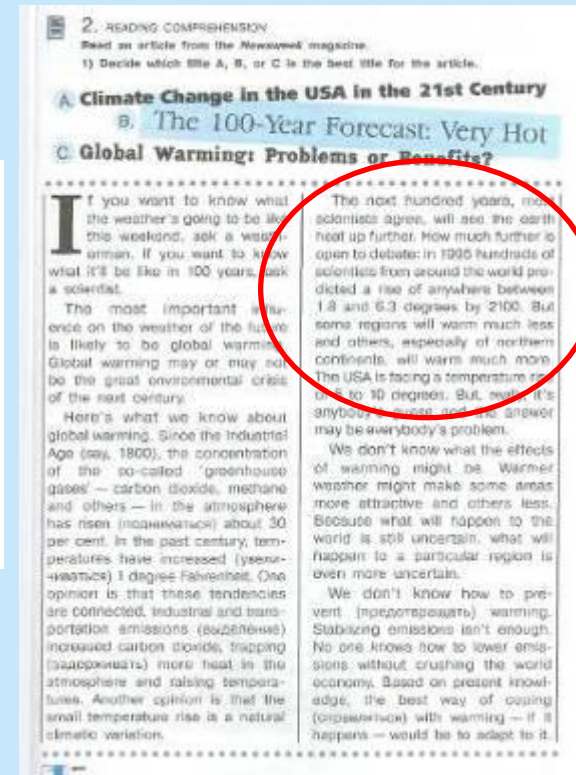 2. READING COMPREHENSION
Read an article from the Newsweek magazine.
1) Decide which title A, B, or C is the best title for the article.
A. Climate Change in the USA in the 21st Century
B. The 100-Year Forecast: Very Hot
C. Global Warming: Problems or Benefits?
If you want to know what
the weather's going to be like
this weekend, ask a weath-
erman. If you want to know
what it'll be like in 100 years, ask
a scientist.
The most important influ-
ence on the weather of the future
is likely to be global warming.
Global warming may or may not
be the great environmental crisis
of the next century.
Here's what we know about
global warming. Since the Industrial
Age (say, 1800), the concentration
of the so-called 'greenhouse
gases' — carbon dioxide, methane
and others — in the atmosphere
has risen (подниматься) about 30
per cent. In the past century, tem-
peratures have increased (увели-
чиваться) 1 degree Fahrenheit. One
opinion is that these tendencies
are connected. Industrial and trans-
portation emissions (выделение)
increased carbon dioxide, trapping
(задерживать) more heat in the
atmosphere and raising tempera-
tures. Another opinion is that the
small temperature rise is a natural
climatic variation.
The next hundred years, most
scientists agree, will see the earth
heat up further. How much further is
open to debate: in 1995 hundreds of
scientists from around the world pre-
dicted a rise of anywhere between
1.8 and 6.3 degrees by 2100. But
some regions will warm much less
and others, especially of northern
continents, will warm much more.
The USA is facing a temperature rise
of to 10 degrees. But, really, it's
anybody's guess and the answer
may be everybody's problem.
We don't know what the effects
of warming might be. Warmer
weather might make some areas
more attractive and others less.
Because what will happen to the
world is still uncertain, what will
happen to a particular region is
even more uncertain.
We don't know how to pre-
vent (предотвращать) warming.
Stabilizing emissions isn't enough.
No one knows how to lower emis-
sions without crushing the world
economy. Based on present knowl-
edge, the best way of coping
(справляться) with warming — if it
happens — would be to adapt to it.